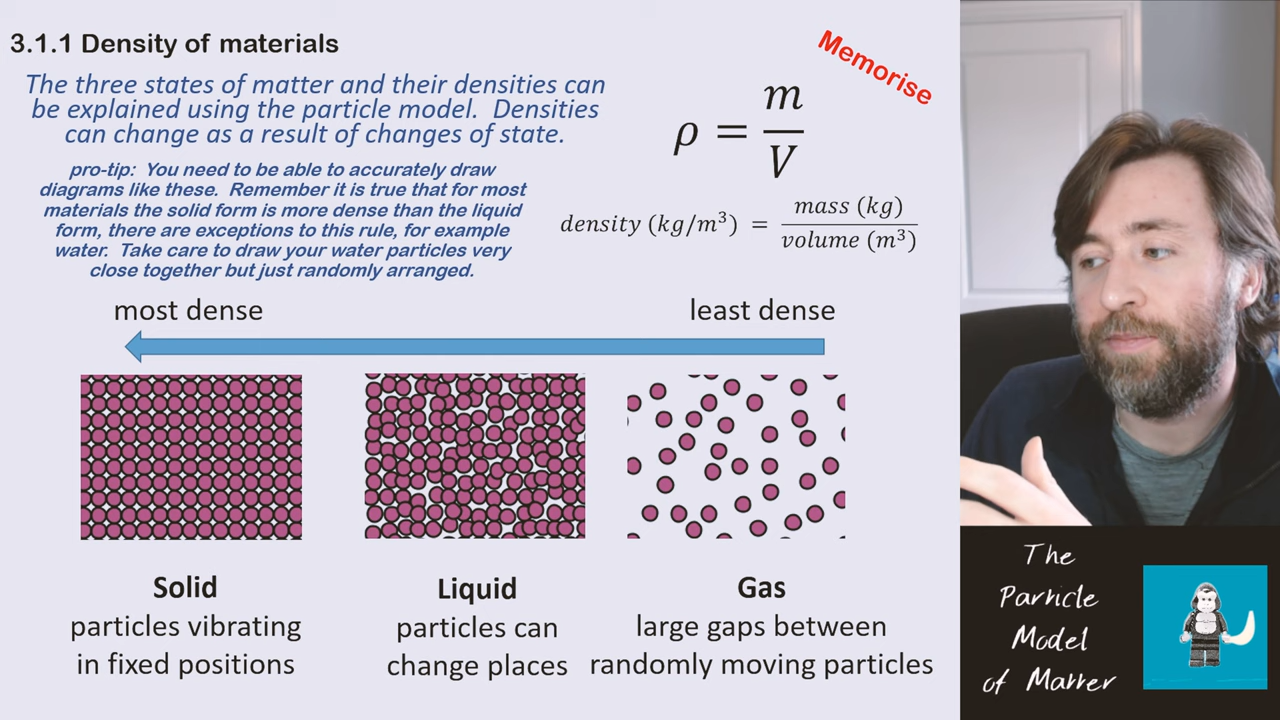 3.1.1 Density of materials
The three states of matter and their densities can
be explained using the particle model. Densities
can change as a result of changes of state.
pro-tip: You need to be able to accurately draw
diagrams like these. Remember it is true that for most
materials the solid form is more dense than the liquid
form, there are exceptions to this rule, for example
water. Take care to draw your water particles very
close together but just randomly arranged.
Memorise
ρ = m/V
density (kg/m³) = mass (kg)/volume (m³)
most dense
least dense
Solid
particles vibrating
in fixed positions
Liquid
particles can
change places
Gas
large gaps between
randomly moving particles
The
Particle
Model
of Matter